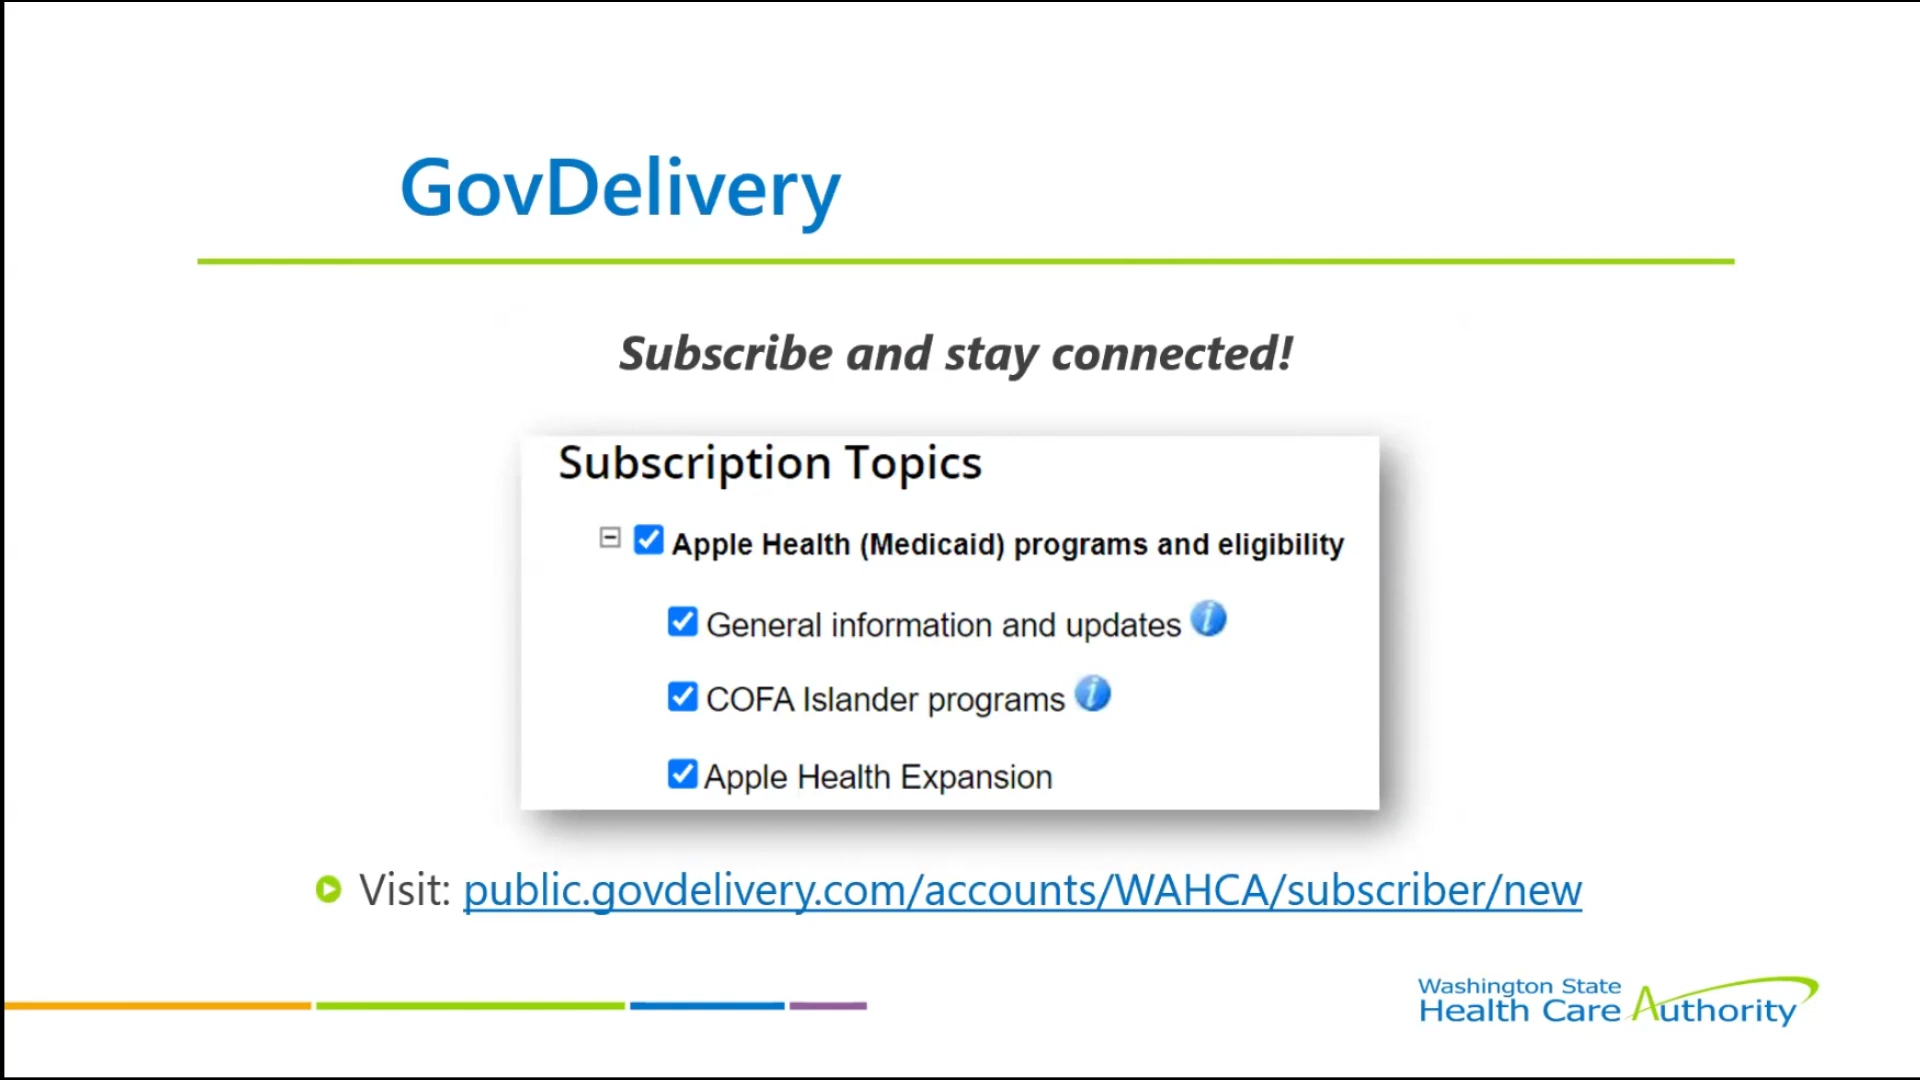 GovDelivery
Subscribe and stay connected!
Subscription Topics
Apple Health (Medicaid) programs and eligibility
General information and updates
COFA Islander programs
Apple Health Expansion
Visit: public.govdelivery.com/accounts/WAHCA/subscriber/new
Washington State
Health Care Authority